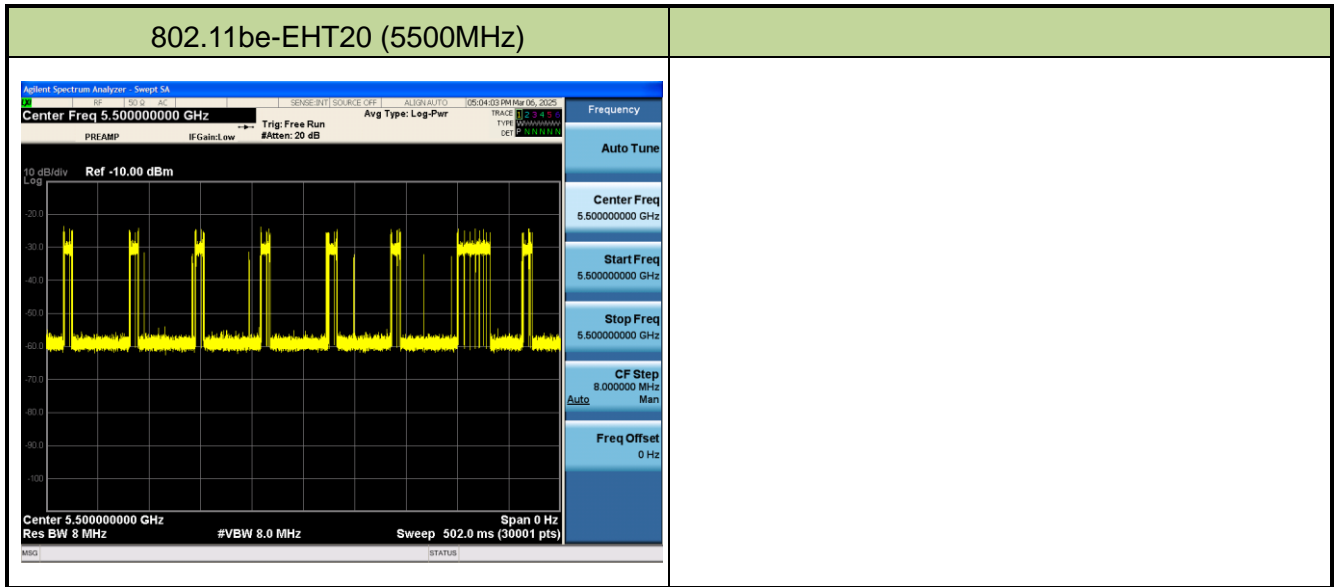 802.11be-EHT20 (5500MHz)
Agilent Spectrum Analyzer - Swept SA
RF 50 Ω AC SENSE:INT SOURCE OFF ALIGN AUTO 05:04:03 PM Mar 06, 2025
Center Freq 5.500000000 GHz Avg Type: Log-Pwr TRACE 1 2 3 4 5 6
Trig: Free Run TYPE
PREAMP IFGain:Low #Atten: 20 dB DET P N N N N N
10 dB/div Ref -10.00 dBm
Log
-20.0
-30.0
-40.0
-50.0
-60.0
-70.0
-80.0
-90.0
-100
Center 5.500000000 GHz Span 0 Hz
Res BW 8 MHz #VBW 8.0 MHz Sweep 502.0 ms (30001 pts)
MSG STATUS
Frequency
Auto Tune
Center Freq
5.500000000 GHz
Start Freq
5.500000000 GHz
Stop Freq
5.500000000 GHz
CF Step
8.000000 MHz
Auto Man
Freq Offset
0 Hz